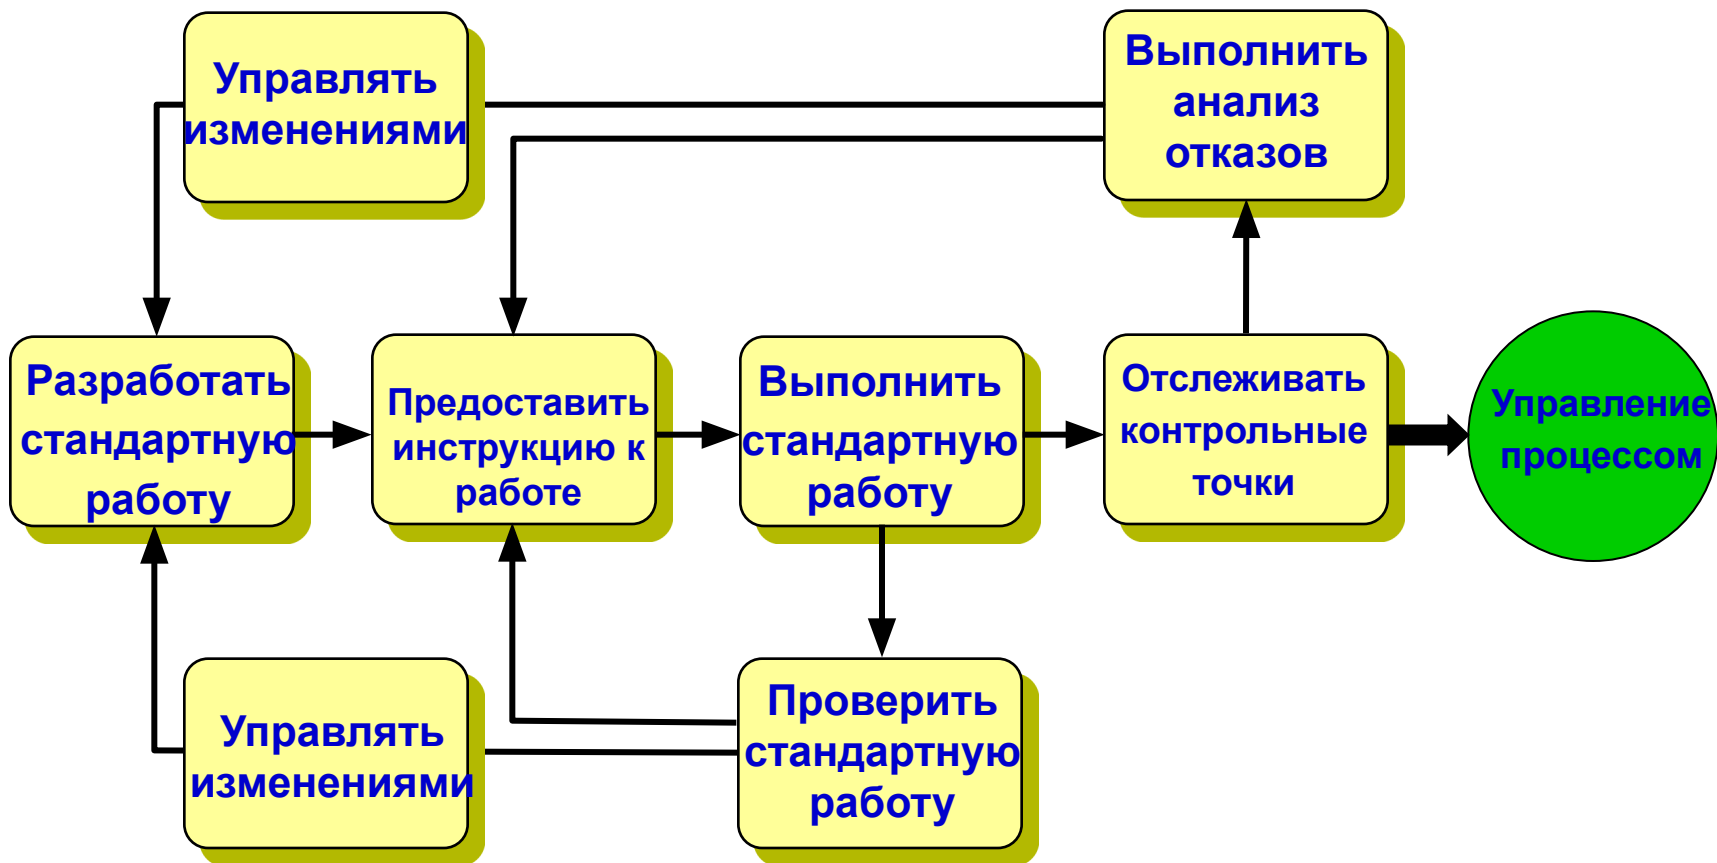 Управлять
изменениями
Выполнить
анализ
отказов
Разработать
стандартную
работу
Предоставить
инструкцию к
работе
Выполнить
стандартную
работу
Отслеживать
контрольные
точки
Управление
процессом
Управлять
изменениями
Проверить
стандартную
работу